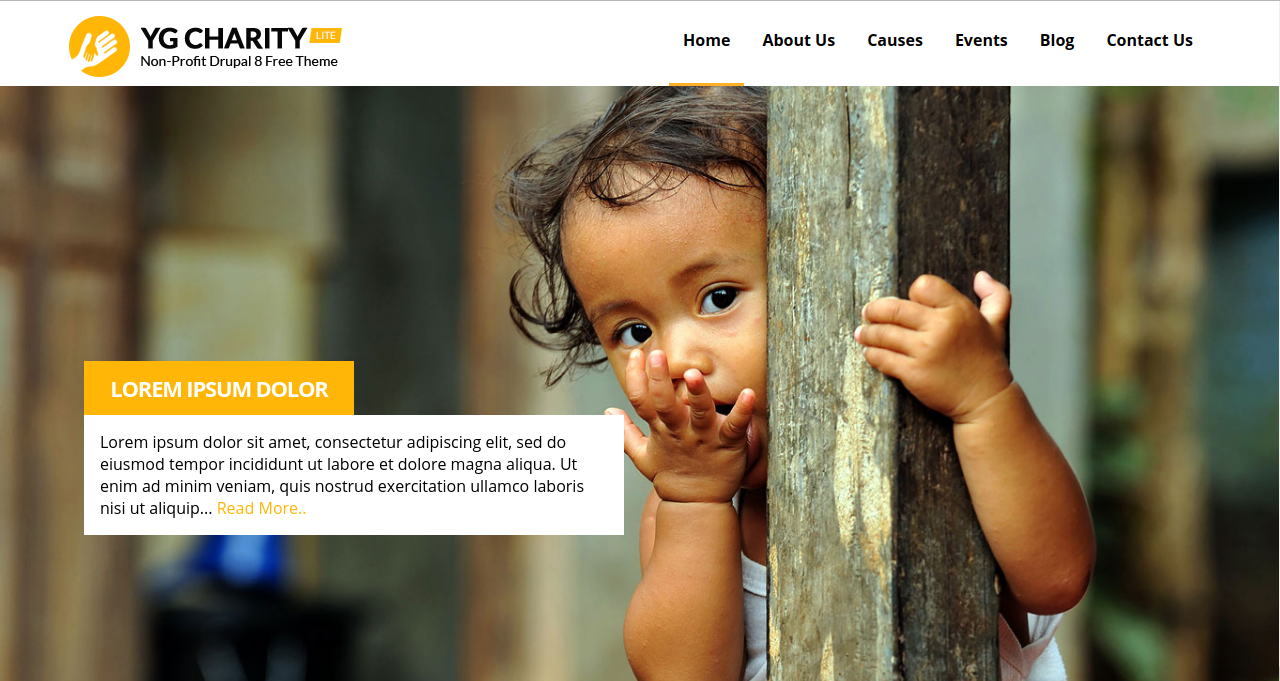 YG CHARITY LITE
Non-Profit Drupal 8 Free Theme
Home About Us Causes Events Blog Contact Us
LOREM IPSUM DOLOR
Lorem ipsum dolor sit amet, consectetur adipiscing elit, sed do
eiusmod tempor incididunt ut labore et dolore magna aliqua. Ut
enim ad minim veniam, quis nostrud exercitation ullamco laboris
nisi ut aliquip... Read More..